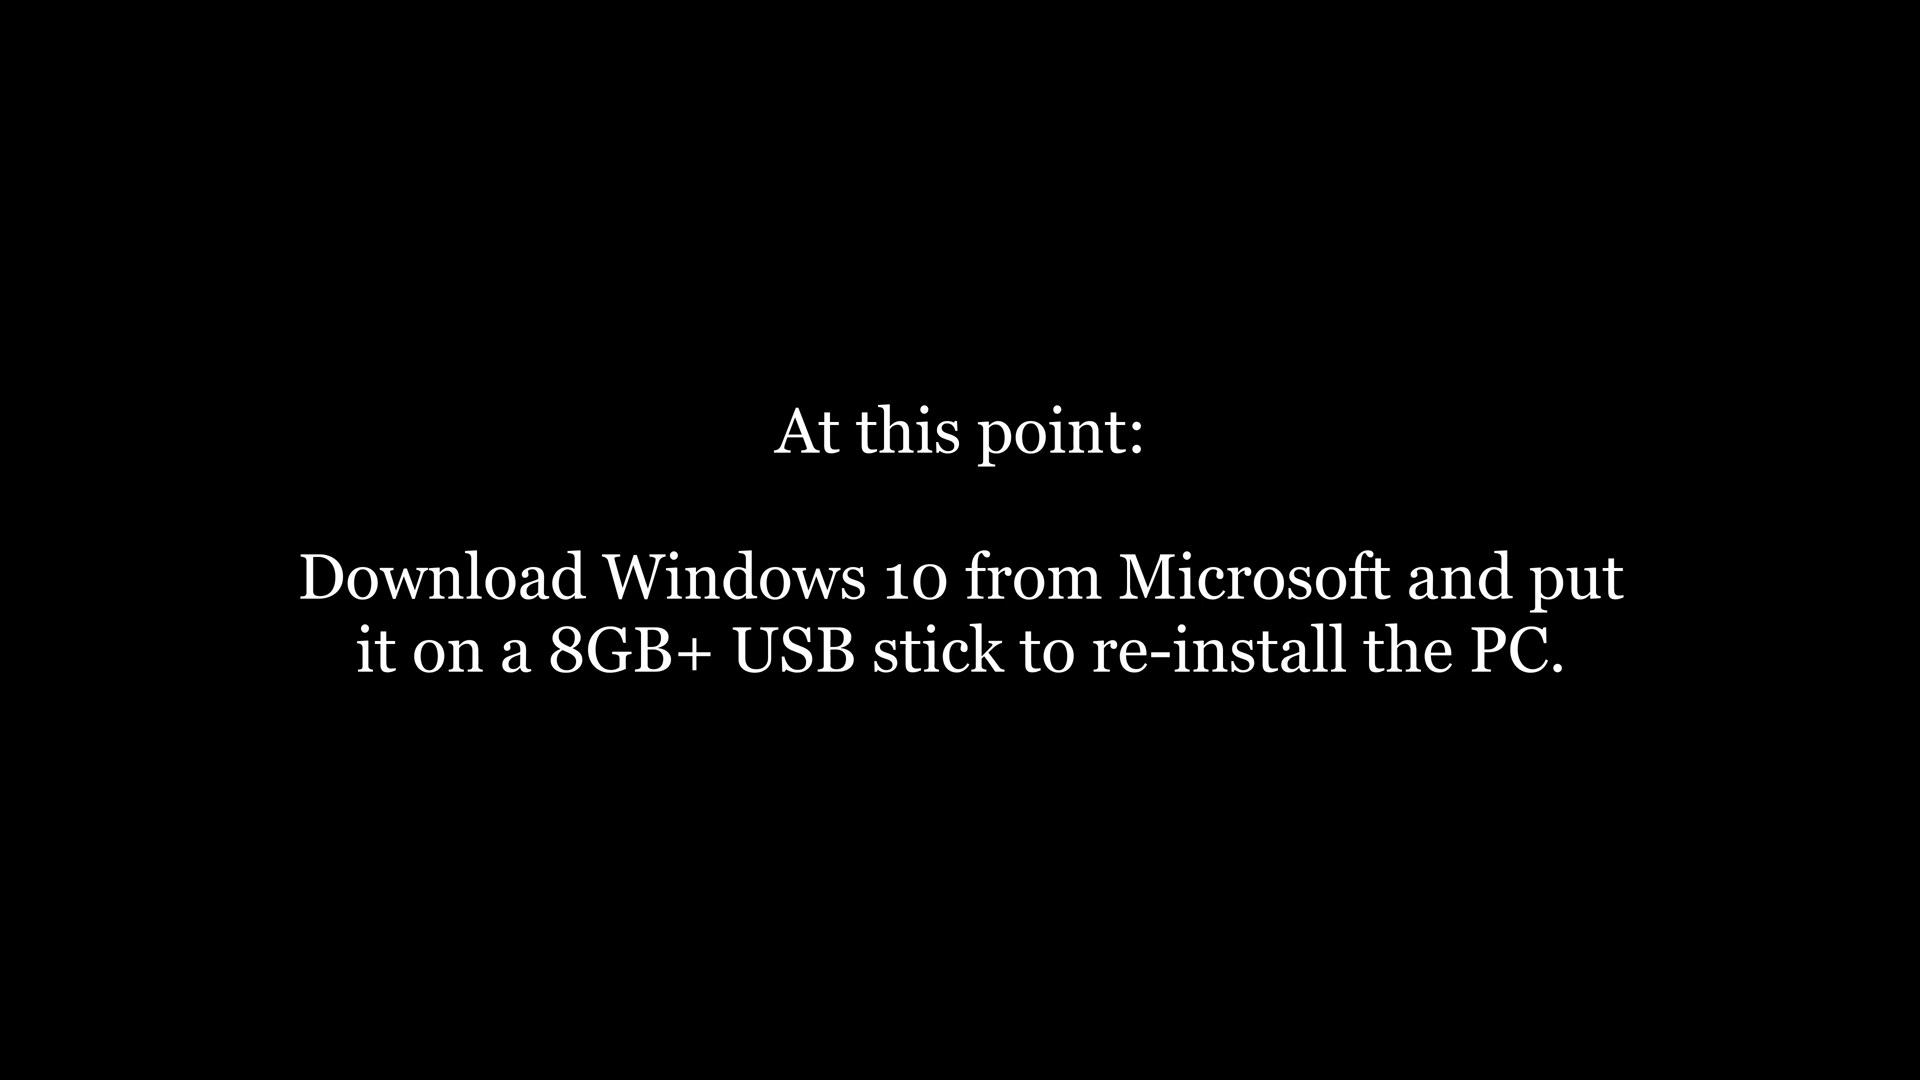 At this point:
Download Windows 10 from Microsoft and put
it on a 8GB+ USB stick to re-install the PC.